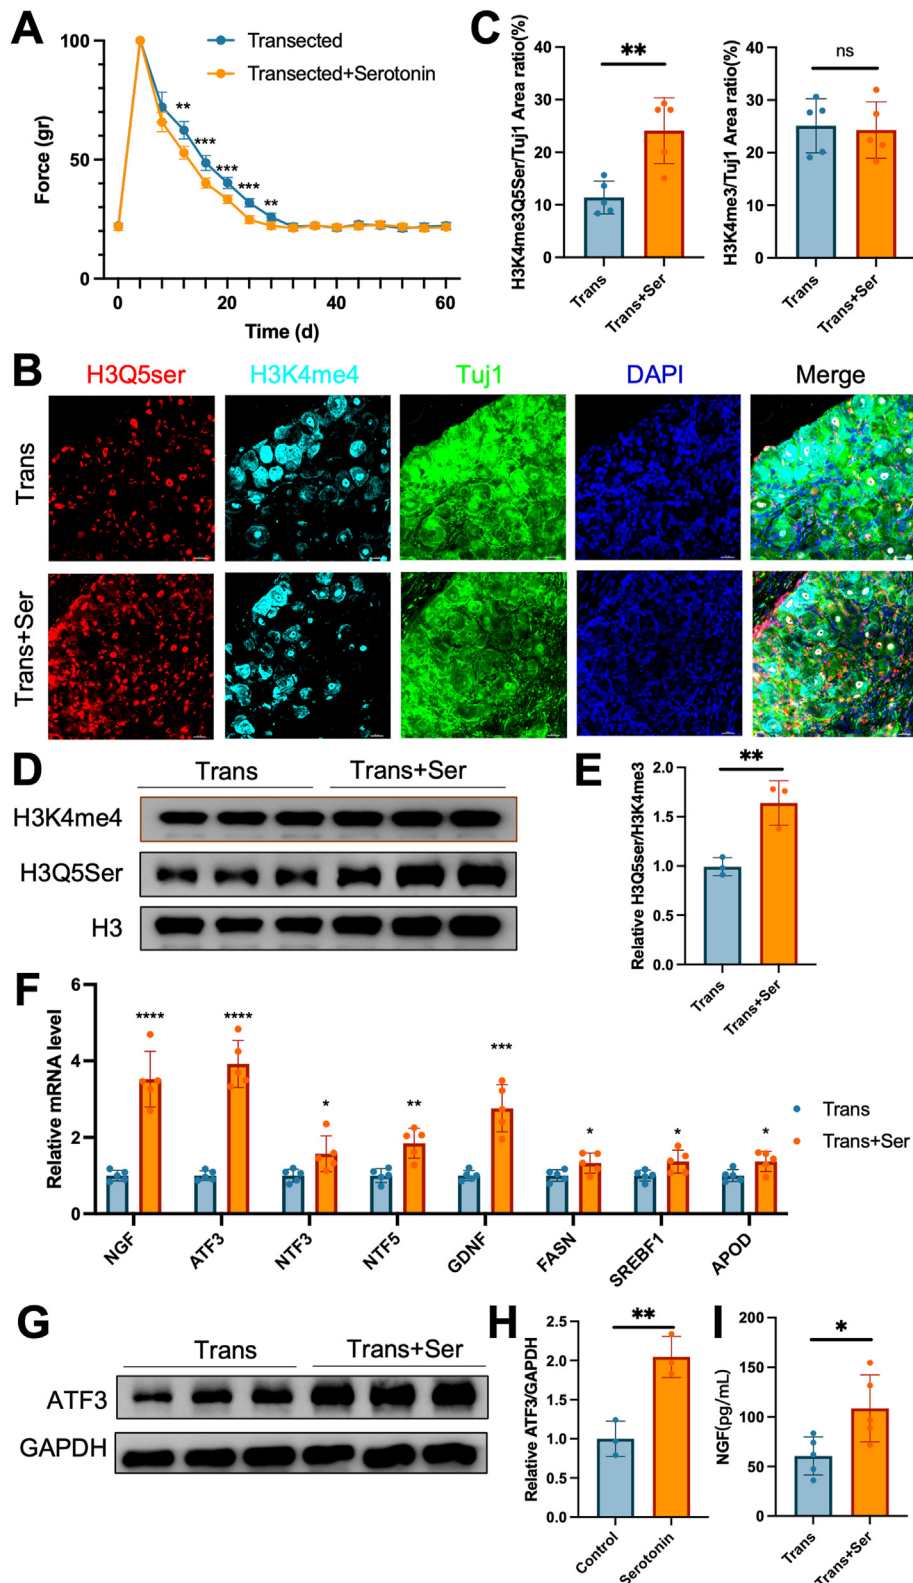 A
Transected
Transected+Serotonin
100
50
0
Force (gr)
**
***
***
***
**
0
20
40
60
Time (d)
C
H3K4me3Q5Ser/Tuj1 Area ratio(%)
40
30
20
10
0
**
Trans
Trans+Ser
H3K4me3/Tuj1 Area ratio(%)
40
30
20
10
0
ns
Trans
Trans+Ser
B
H3Q5ser
H3K4me4
Tuj1
DAPI
Merge
Trans
Trans+Ser
D
Trans
Trans+Ser
H3K4me4
H3Q5Ser
H3
E
Relative H3Q5ser/H3K4me3
2.0
1.5
1.0
0.5
0.0
**
Trans
Trans+Ser
F
Relative mRNA level
6
4
2
0
****
****
*
**
***
*
*
*
NGF
ATF3
NTF3
NTF5
GDNF
FASN
SREBF1
APOD
Trans
Trans+Ser
G
Trans
Trans+Ser
ATF3
GAPDH
H
Relative ATF3/GAPDH
2.5
2.0
1.5
1.0
0.5
0.0
**
Control
Serotonin
I
NGF(pg/mL)
200
150
100
50
0
*
Trans
Trans+Ser